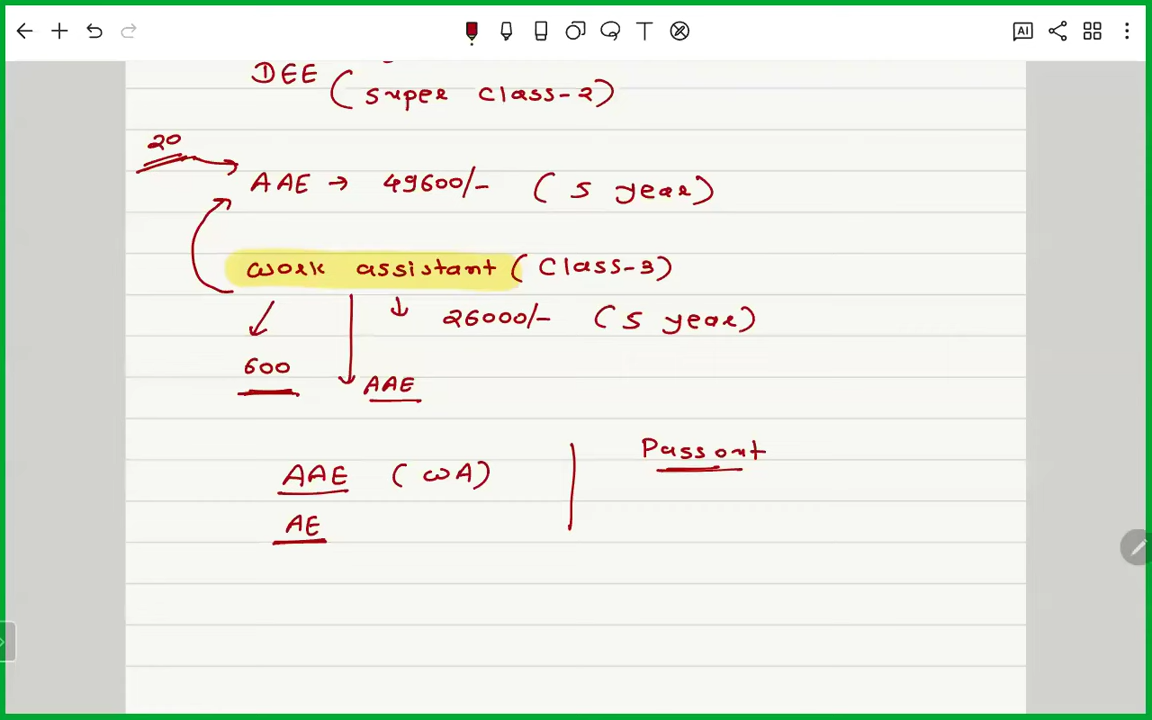 DEE (super class-2)
20
AAE → 49600/- (5 year)
work assistant (Class-3)
26000/- (5 year)
600
AAE
AAE (WA)
Passout
AE
AI
T